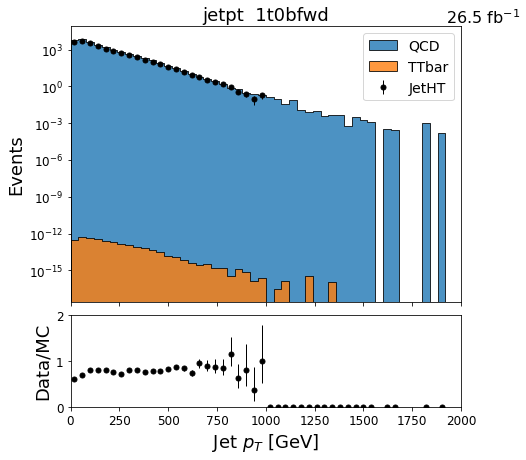 jetpt 1t0bfwd
26.5 fb⁻¹
QCD
TTbar
JetHT
Events
10³
10⁰
10⁻³
10⁻⁶
10⁻⁹
10⁻¹²
10⁻¹⁵
Data/MC
2
1
0
0 250 500 750 1000 1250 1500 1750 2000
Jet p_T [GeV]